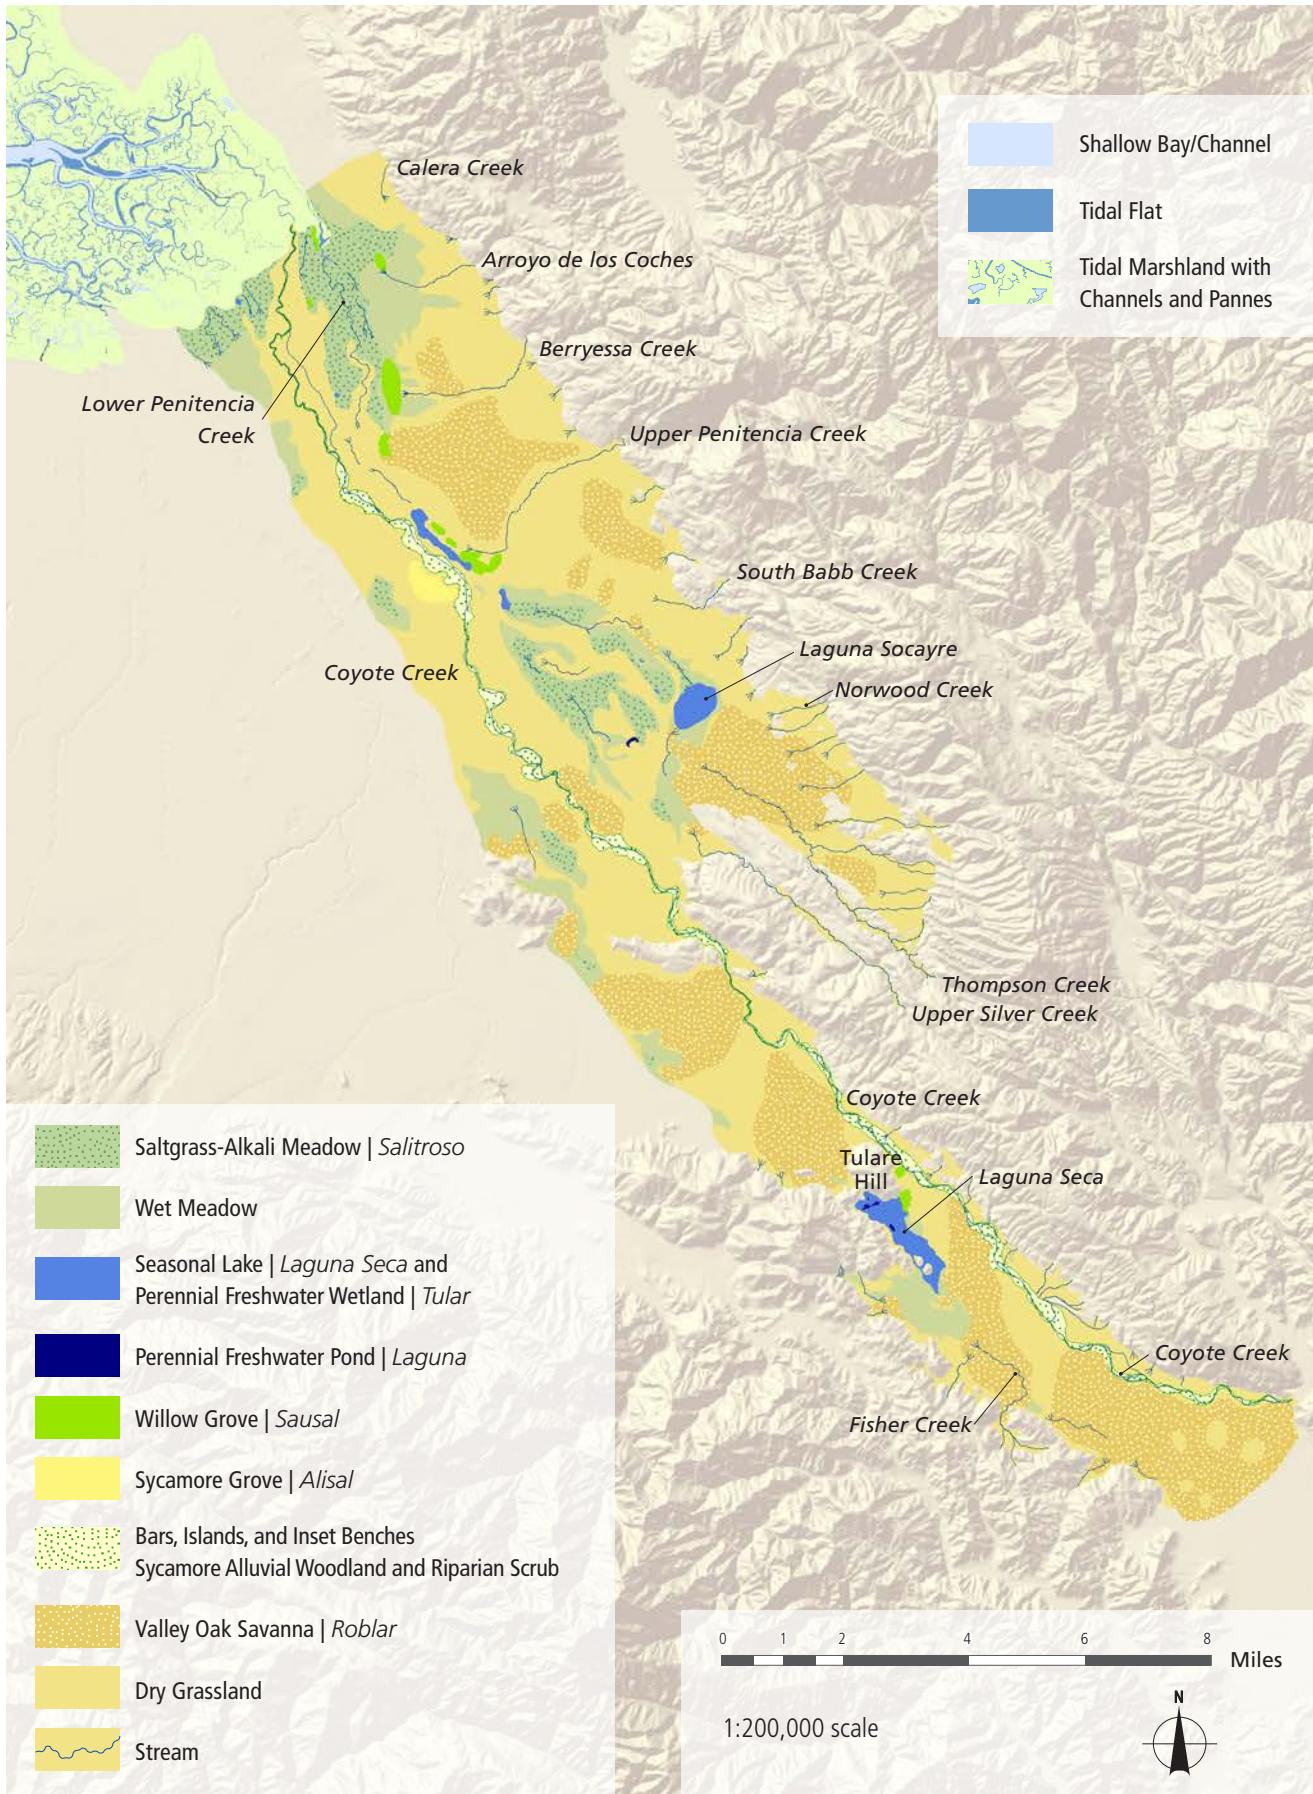 Shallow Bay/Channel
Tidal Flat
Tidal Marshland with
Channels and Pannes
Calera Creek
Arroyo de los Coches
Berryessa Creek
Lower Penitencia
Creek
Upper Penitencia Creek
South Babb Creek
Laguna Socayre
Coyote Creek
Norwood Creek
Thompson Creek
Upper Silver Creek
Coyote Creek
Tulare
Hill
Laguna Seca
Coyote Creek
Fisher Creek
Saltgrass-Alkali Meadow | Salitroso
Wet Meadow
Seasonal Lake | Laguna Seca and
Perennial Freshwater Wetland | Tular
Perennial Freshwater Pond | Laguna
Willow Grove | Sausal
Sycamore Grove | Alisal
Bars, Islands, and Inset Benches
Sycamore Alluvial Woodland and Riparian Scrub
Valley Oak Savanna | Roblar
Dry Grassland
Stream
0 1 2 4 6 8
Miles
N
1:200,000 scale